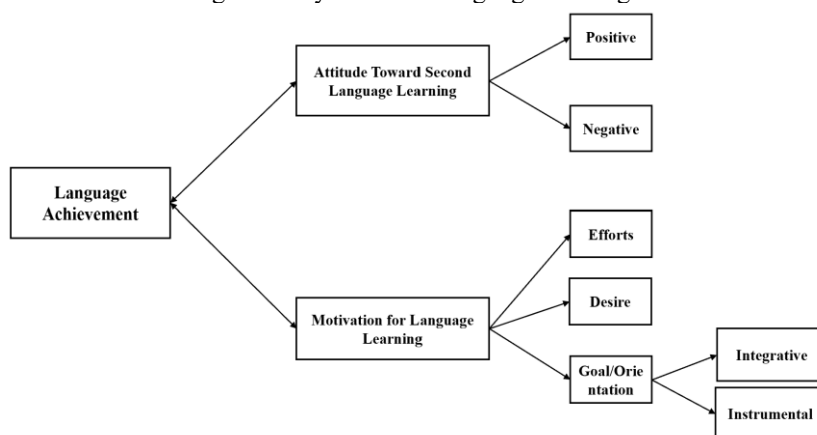 Positive
Attitude Toward Second
Language Learning
Negative
Language
Achievement
Efforts
Desire
Motivation for Language
Learning
Goal/Orie
ntation
Integrative
Instrumental